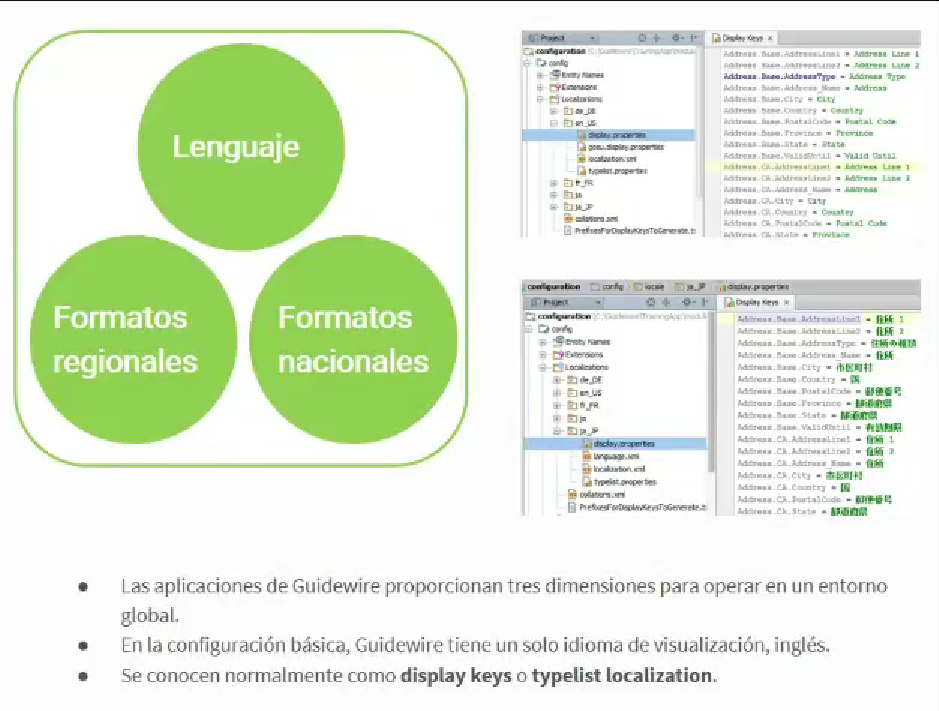 Lenguaje
Formatos
regionales
Formatos
nacionales
Project
Display Keys
configuration
config
Entity Names
Extensions
Localizations
de_DE
en_US
display.properties
gosu.display.properties
localization.xml
typelist.properties
fr_FR
ja
ja_JP
collations.xml
PrefixesForDisplayKeysToGenerate.t
Address.Base.AddressLine1 = Address Line 1
Address.Base.AddressLine2 = Address Line 2
Address.Base.AddressType = Address Type
Address.Base.Address_Name = Address
Address.Base.City = City
Address.Base.Country = Country
Address.Base.PostalCode = Postal Code
Address.Base.Province = Province
Address.Base.State = State
Address.Base.ValidUntil = Valid Until
Address.CA.AddressLine1 = Address Line 1
Address.CA.AddressLine2 = Address Line 2
Address.CA.Address_Name = Address
Address.CA.City = City
Address.CA.Country = Country
Address.CA.PostalCode = Postal Code
Address.CA.State = Province
configuration config locale ja_JP display.properties
Project
Display Keys
configuration
config
Entity Names
Extensions
Localizations
de_DE
en_US
fr_FR
ja
ja_JP
display.properties
language.xml
localization.xml
typelist.properties
collations.xml
PrefixesForDisplayKeysToGenerate.t
Address.Base.AddressLine1 = 住所 1
Address.Base.AddressLine2 = 住所 2
Address.Base.AddressType = 住所の種類
Address.Base.Address_Name = 住所
Address.Base.City = 市区町村
Address.Base.Country = 国
Address.Base.PostalCode = 郵便番号
Address.Base.Province = 都道府県
Address.Base.State = 都道府県
Address.Base.ValidUntil = 有効期限
Address.CA.AddressLine1 = 住所 1
Address.CA.AddressLine2 = 住所 2
Address.CA.Address_Name = 住所
Address.CA.City = 市区町村
Address.CA.Country = 国
Address.CA.PostalCode = 郵便番号
Address.CA.State = 都道府県
● Las aplicaciones de Guidewire proporcionan tres dimensiones para operar en un entorno
global.
● En la configuración básica, Guidewire tiene un solo idioma de visualización, inglés.
● Se conocen normalmente como display keys o typelist localization.